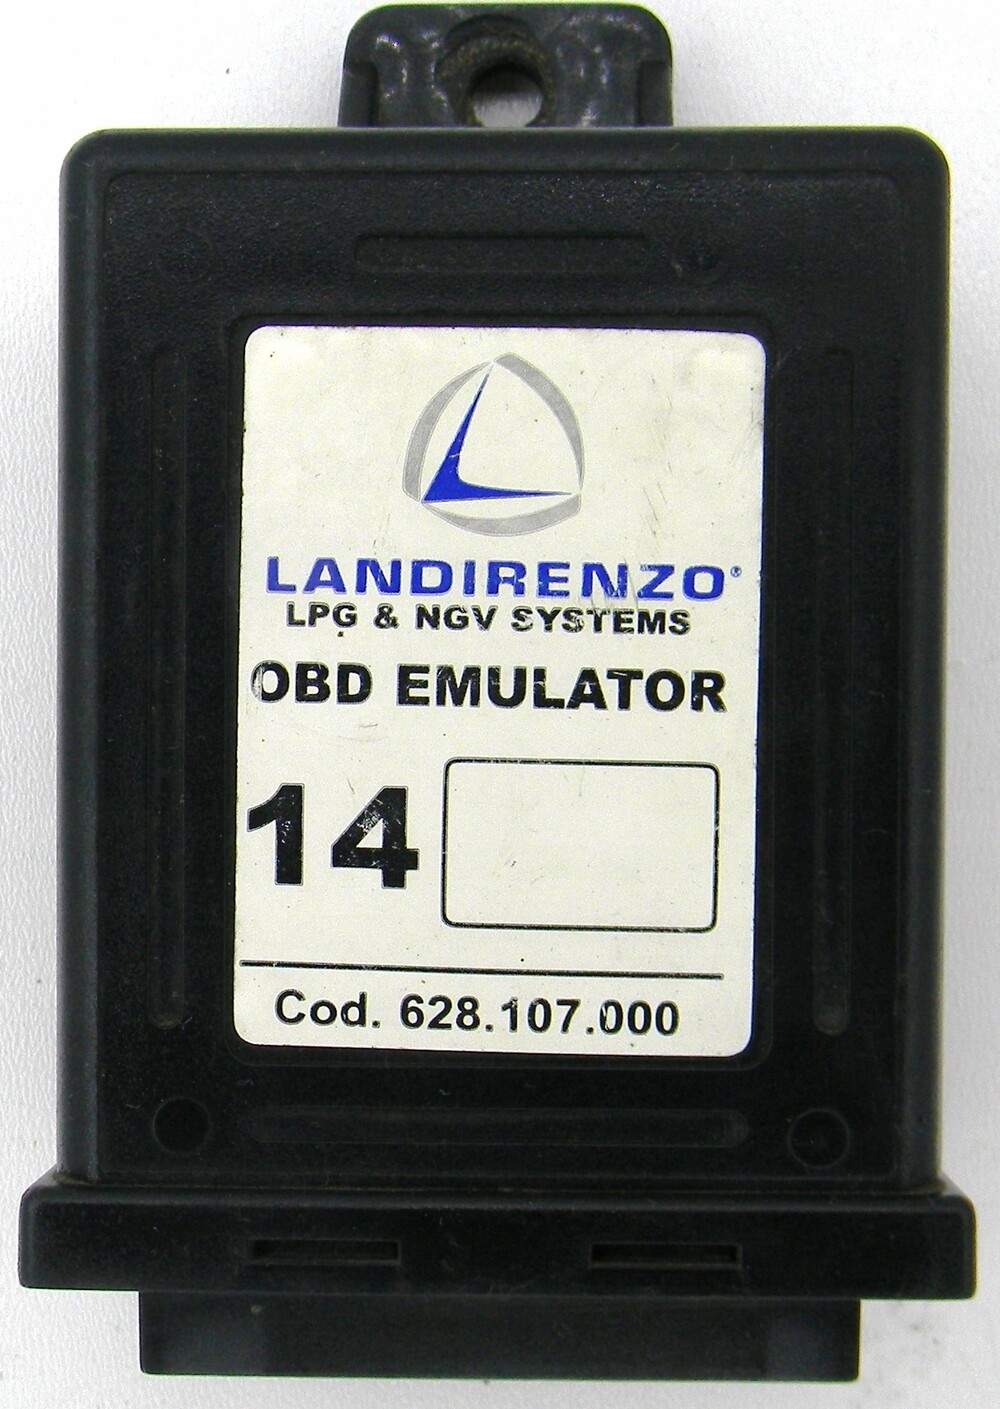 LANDIRENZO®
LPG & NGV SYSTEMS
OBD EMULATOR
14
Cod. 628.107.000